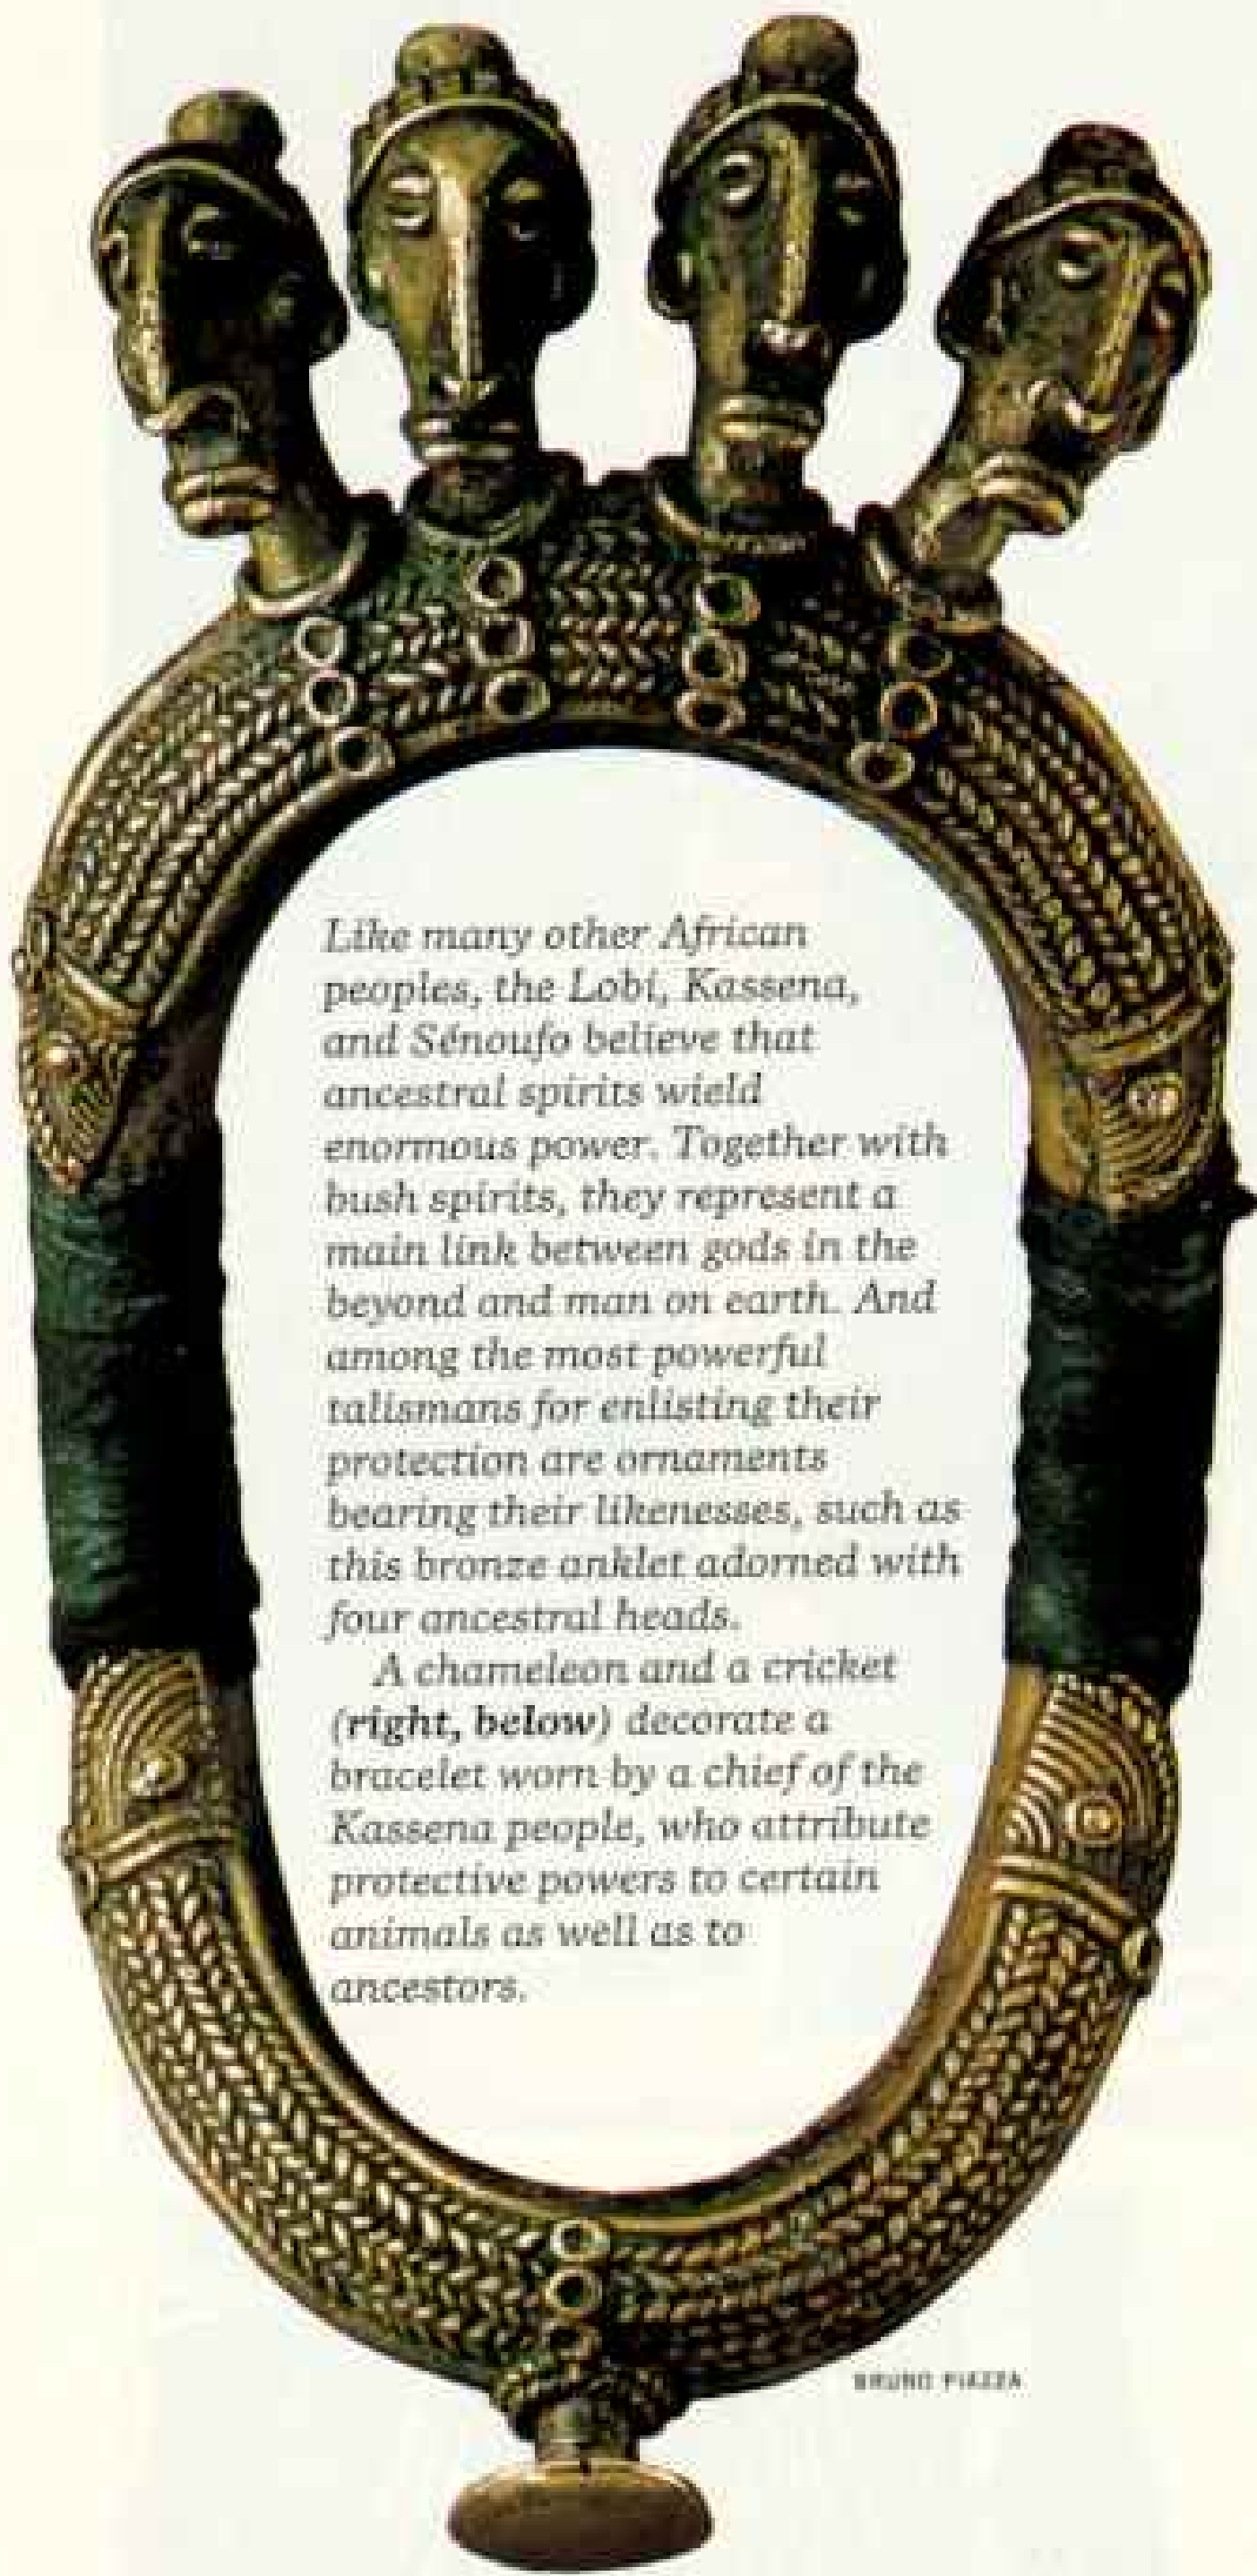 Like many other African
peoples, the Lobi, Kassena,
and Sénoufo believe that
ancestral spirits wield
enormous power. Together with
bush spirits, they represent a
main link between gods in the
beyond and man on earth. And
among the most powerful
talismans for enlisting their
protection are ornaments
bearing their likenesses, such as
this bronze anklet adorned with
four ancestral heads.
A chameleon and a cricket
(right, below) decorate a
bracelet worn by a chief of the
Kassena people, who attribute
protective powers to certain
animals as well as to
ancestors.
BRUNO PIAZZA